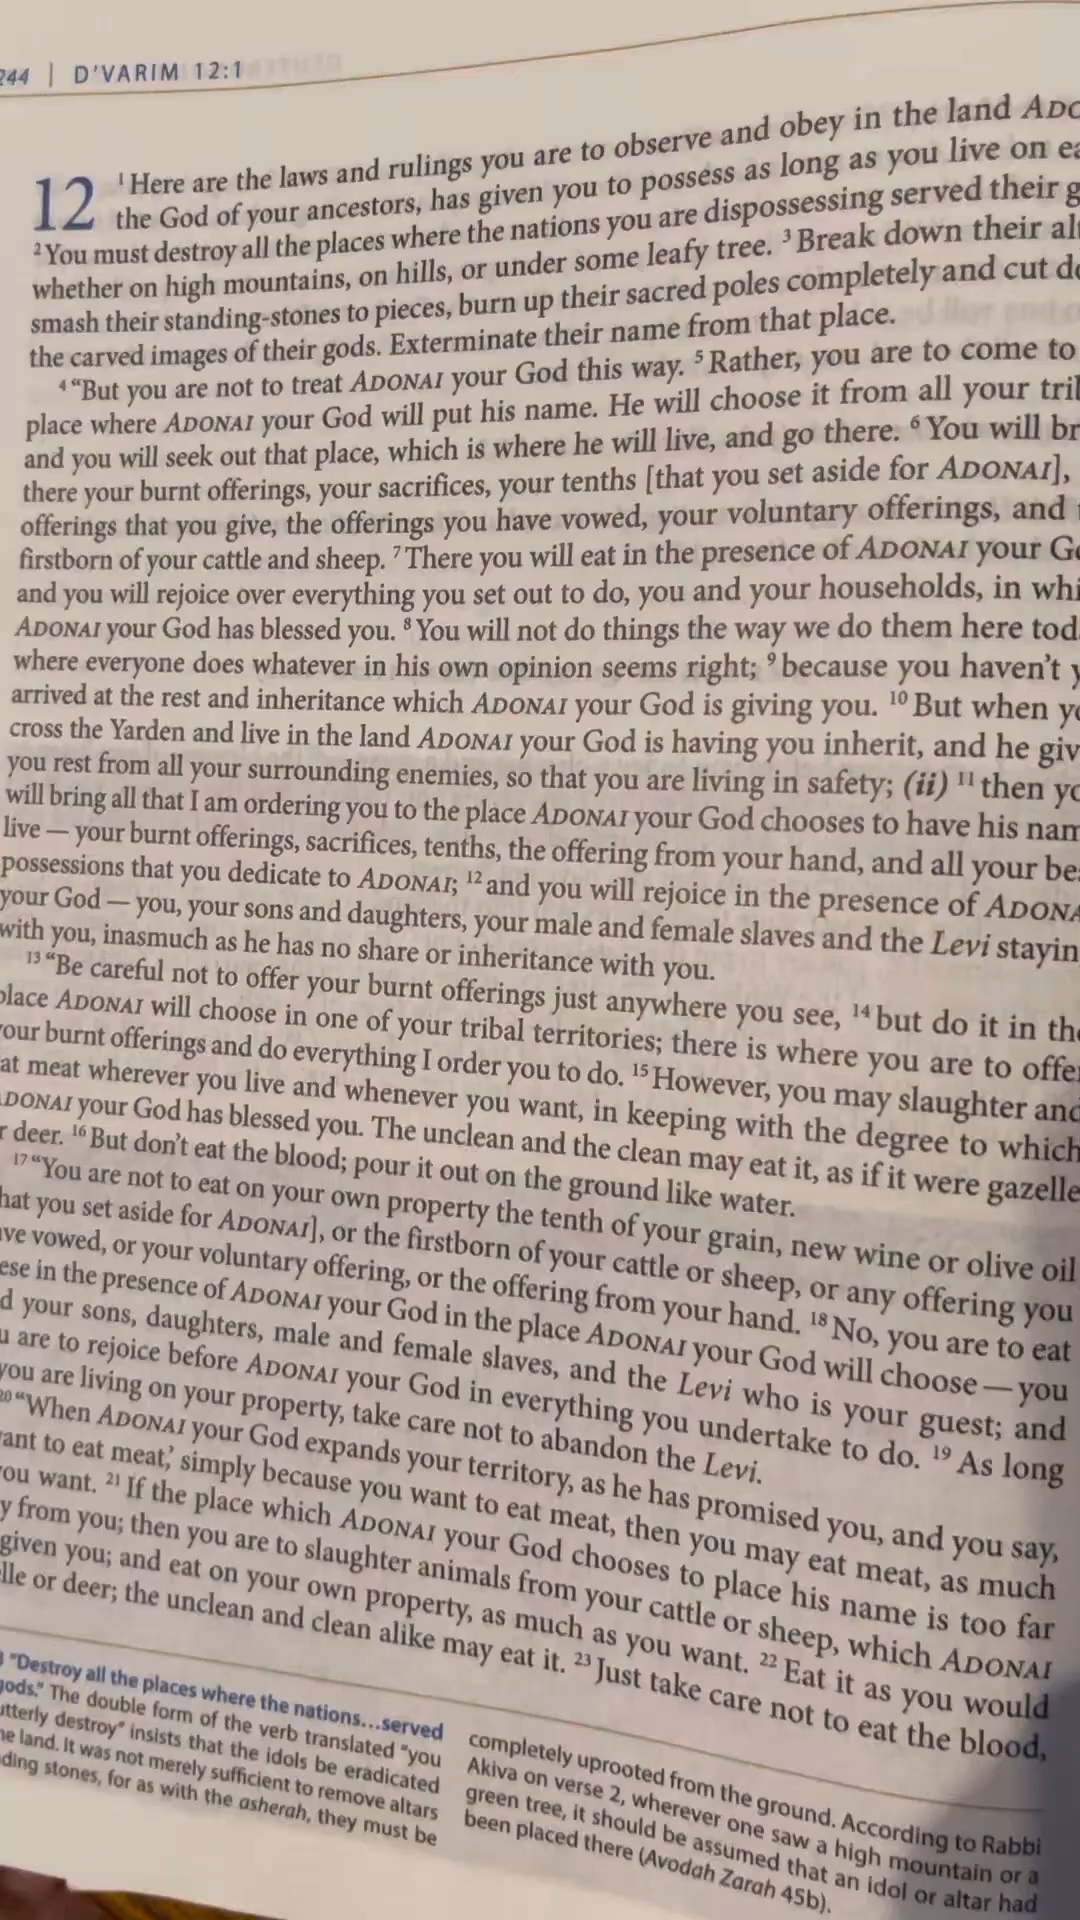 244 | D'VARIM 12:1
12 1 Here are the laws and rulings you are to observe and obey in the land
the God of your ancestors, has given you to possess as long as you live on
2 You must destroy all the places where the nations you are dispossessing served their
whether on high mountains, on hills, or under some leafy tree. 3 Break down their
smash their standing-stones to pieces, burn up their sacred poles completely and cut
the carved images of their gods. Exterminate their name from that place.
4 “But you are not to treat ADONAI your God this way. 5 Rather, you are to come to
place where ADONAI your God will put his name. He will choose it from all your
and you will seek out that place, which is where he will live, and go there. 6 You will
there your burnt offerings, your sacrifices, your tenths [that you set aside for ADONAI],
offerings that you give, the offerings you have vowed, your voluntary offerings, and
firstborn of your cattle and sheep. 7 There you will eat in the presence of ADONAI your
and you will rejoice over everything you set out to do, you and your households, in
ADONAI your God has blessed you. 8 You will not do things the way we do them here
where everyone does whatever in his own opinion seems right; 9 because you haven’t
arrived at the rest and inheritance which ADONAI your God is giving you. 10 But when
cross the Yarden and live in the land ADONAI your God is having you inherit, and he
you rest from all your surrounding enemies, so that you are living in safety; (ii) 11 then
will bring all that I am ordering you to the place ADONAI your God chooses to have his
live — your burnt offerings, sacrifices, tenths, the offering from your hand, and all your
possessions that you dedicate to ADONAI; 12 and you will rejoice in the presence of
your God — you, your sons and daughters, your male and female slaves and the Levi
with you, inasmuch as he has no share or inheritance with you.
13 “Be careful not to offer your burnt offerings just anywhere you see, 14 but do it in
place ADONAI will choose in one of your tribal territories; there is where you are to
your burnt offerings and do everything I order you to do. 15 However, you may slaughter and
meat wherever you live and whenever you want, in keeping with the degree to which
ADONAI your God has blessed you. The unclean and the clean may eat it, as if it were gazelle
deer. 16 But don’t eat the blood; pour it out on the ground like water.
17 “You are not to eat on your own property the tenth of your grain, new wine or olive oil
you set aside for ADONAI], or the firstborn of your cattle or sheep, or any offering you
vowed, or your voluntary offering, or the offering from your hand. 18 No, you are to eat
in the presence of ADONAI your God in the place ADONAI your God will choose — you
your sons, daughters, male and female slaves, and the Levi who is your guest; and
are to rejoice before ADONAI your God in everything you undertake to do. 19 As long
you are living on your property, take care not to abandon the Levi.
20 “When ADONAI your God expands your territory, as he has promised you, and you say,
to eat meat,’ simply because you want to eat meat, then you may eat meat, as much
you want. 21 If the place which ADONAI your God chooses to place his name is too far
from you; then you are to slaughter animals from your cattle or sheep, which ADONAI
given you; and eat on your own property, as much as you want. 22 Eat it as you would
or deer; the unclean and clean alike may eat it. 23 Just take care not to eat the blood,
“Destroy all the places where the nations...served
gods.” The double form of the verb translated “you
utterly destroy” insists that the idols be eradicated
land. It was not merely sufficient to remove altars
stones, for as with the asherah, they must be
completely uprooted from the ground. According to Rabbi
Akiva on verse 2, wherever one saw a high mountain or a
green tree, it should be assumed that an idol or altar had
been placed there (Avodah Zarah 45b).